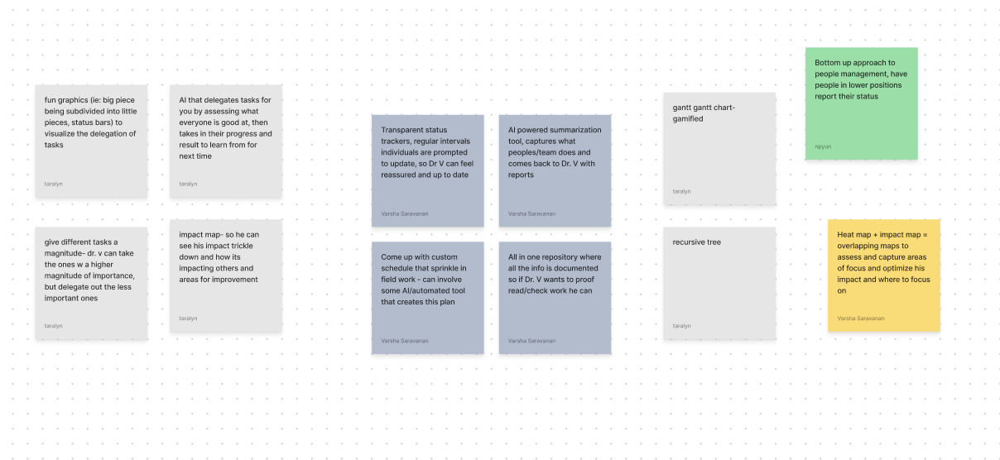 fun graphics (ie: big piece
being subdivided into little
pieces, status bars) to
visualize the delegation of
tasks
taralyn
AI that delegates tasks for
you by assessing what
everyone is good at, then
takes in their progress and
result to learn from for
next time
taralyn
give different tasks a
magnitude- dr. v can take
the ones w a higher
magnitude of importance,
but delegate out the less
important ones
taralyn
impact map- so he can
see his impact trickle
down and how its
impacting others and
areas for improvement
taralyn
Transparent status
trackers, regular intervals
individuals are prompted
to update, so Dr V can feel
reassured and up to date
Varsha Saravanan
AI powered summarization
tool, captures what
peoples/team does and
comes back to Dr. V with
reports
Varsha Saravanan
Come up with custom
schedule that sprinkle in
field work - can involve
some AI/automated tool
that creates this plan
Varsha Saravanan
All in one repository where
all the info is documented
so if Dr. V wants to proof
read/check work he can
Varsha Saravanan
gantt gantt chart-
gamified
taralyn
recursive tree
taralyn
Bottom up approach to
people management, have
people in lower positions
report their status
npyun
Heat map + impact map =
overlapping maps to
assess and capture areas
of focus and optimize his
impact and where to focus
on
Varsha Saravanan